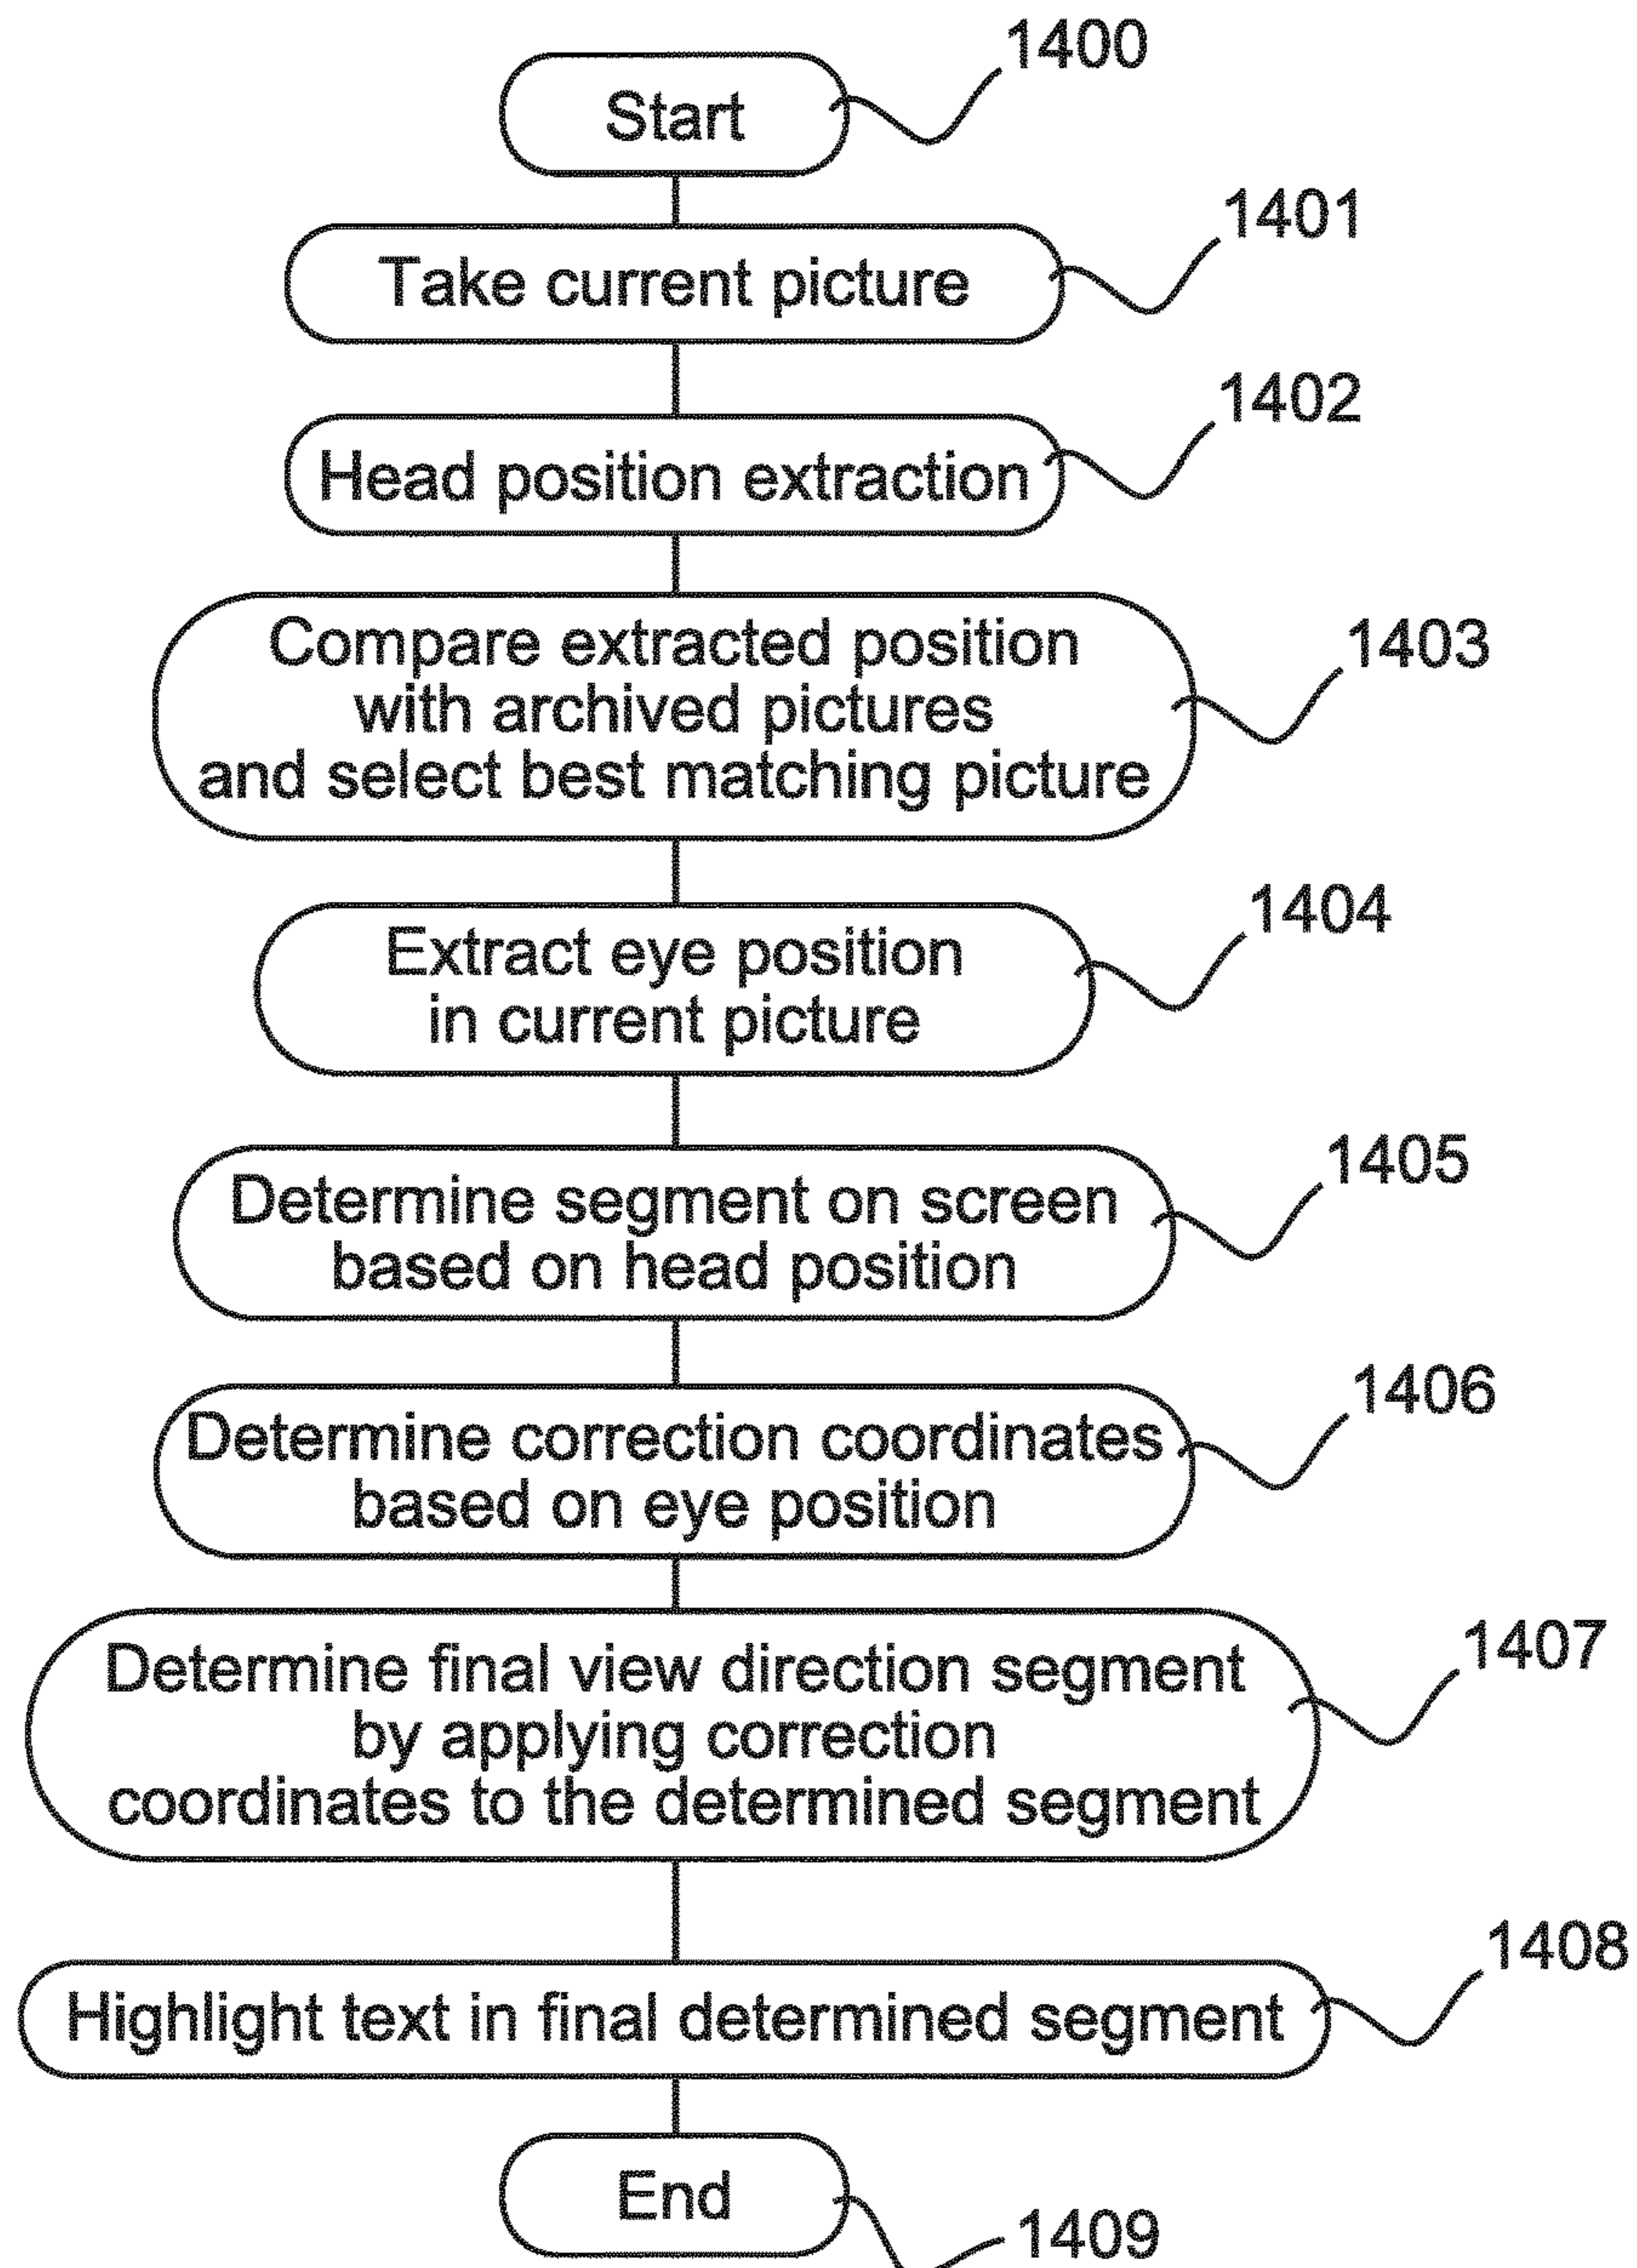 1400
Start
1401
Take current picture
1402
Head position extraction
1403
Compare extracted position
with archived pictures
and select best matching picture
1404
Extract eye position
in current picture
1405
Determine segment on screen
based on head position
1406
Determine correction coordinates
based on eye position
1407
Determine final view direction segment
by applying correction
coordinates to the determined segment
1408
Highlight text in final determined segment
End
1409